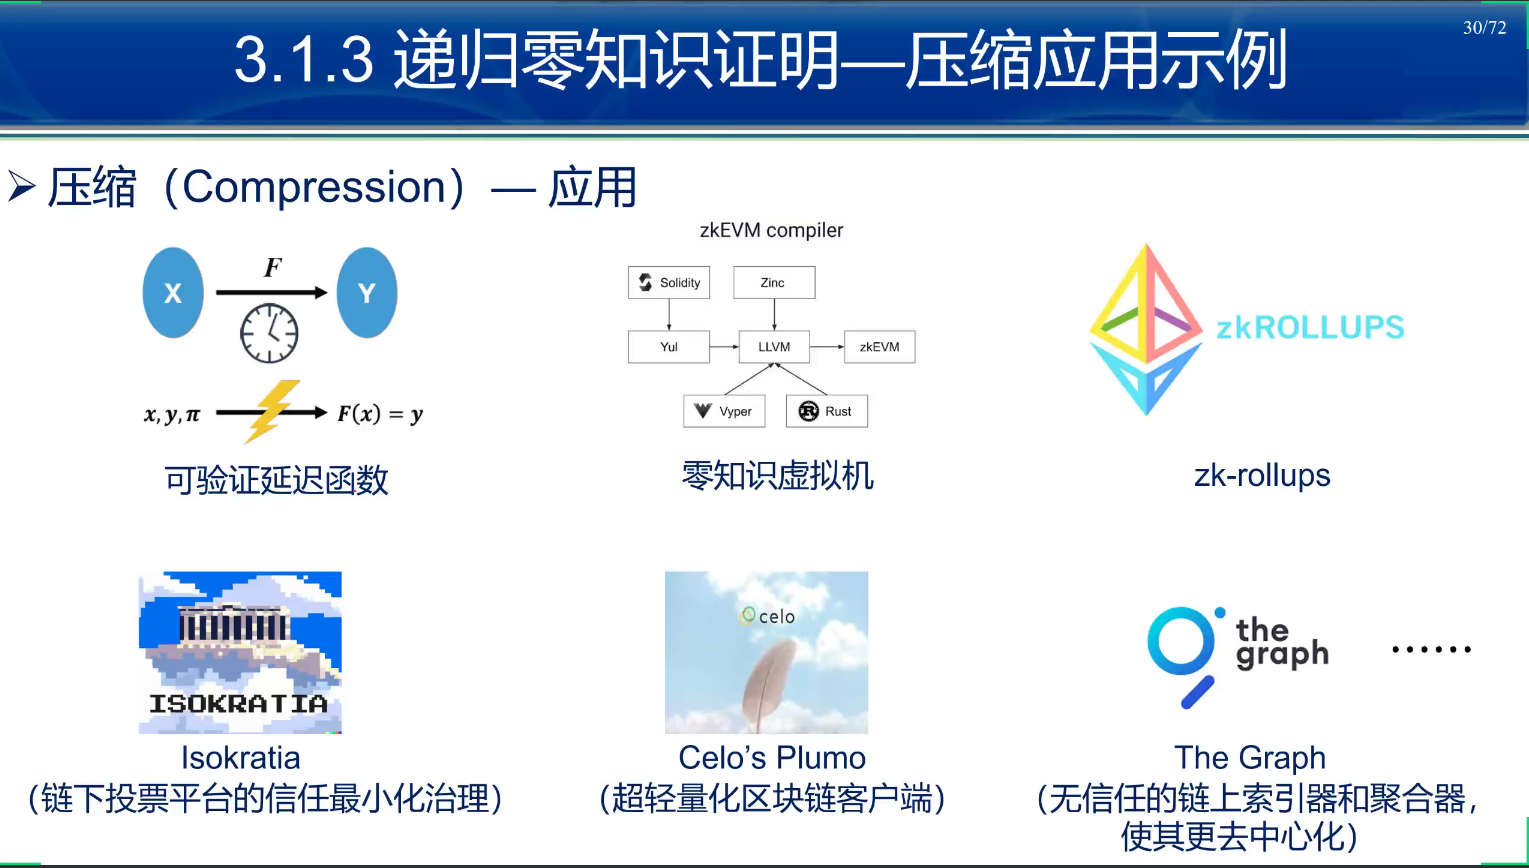 30/72
3.1.3 递归零知识证明—压缩应用示例
压缩（Compression）— 应用
X
F
Y
x, y, π
F(x) = y
可验证延迟函数
zkEVM compiler
Solidity
Zinc
Yul
LLVM
zkEVM
Vyper
Rust
零知识虚拟机
zkROLLUPS
zk-rollups
ISOKRATIA
Isokratia
（链下投票平台的信任最小化治理）
celo
Celo’s Plumo
（超轻量化区块链客户端）
the
graph
……
The Graph
（无信任的链上索引器和聚合器，
使其更去中心化）